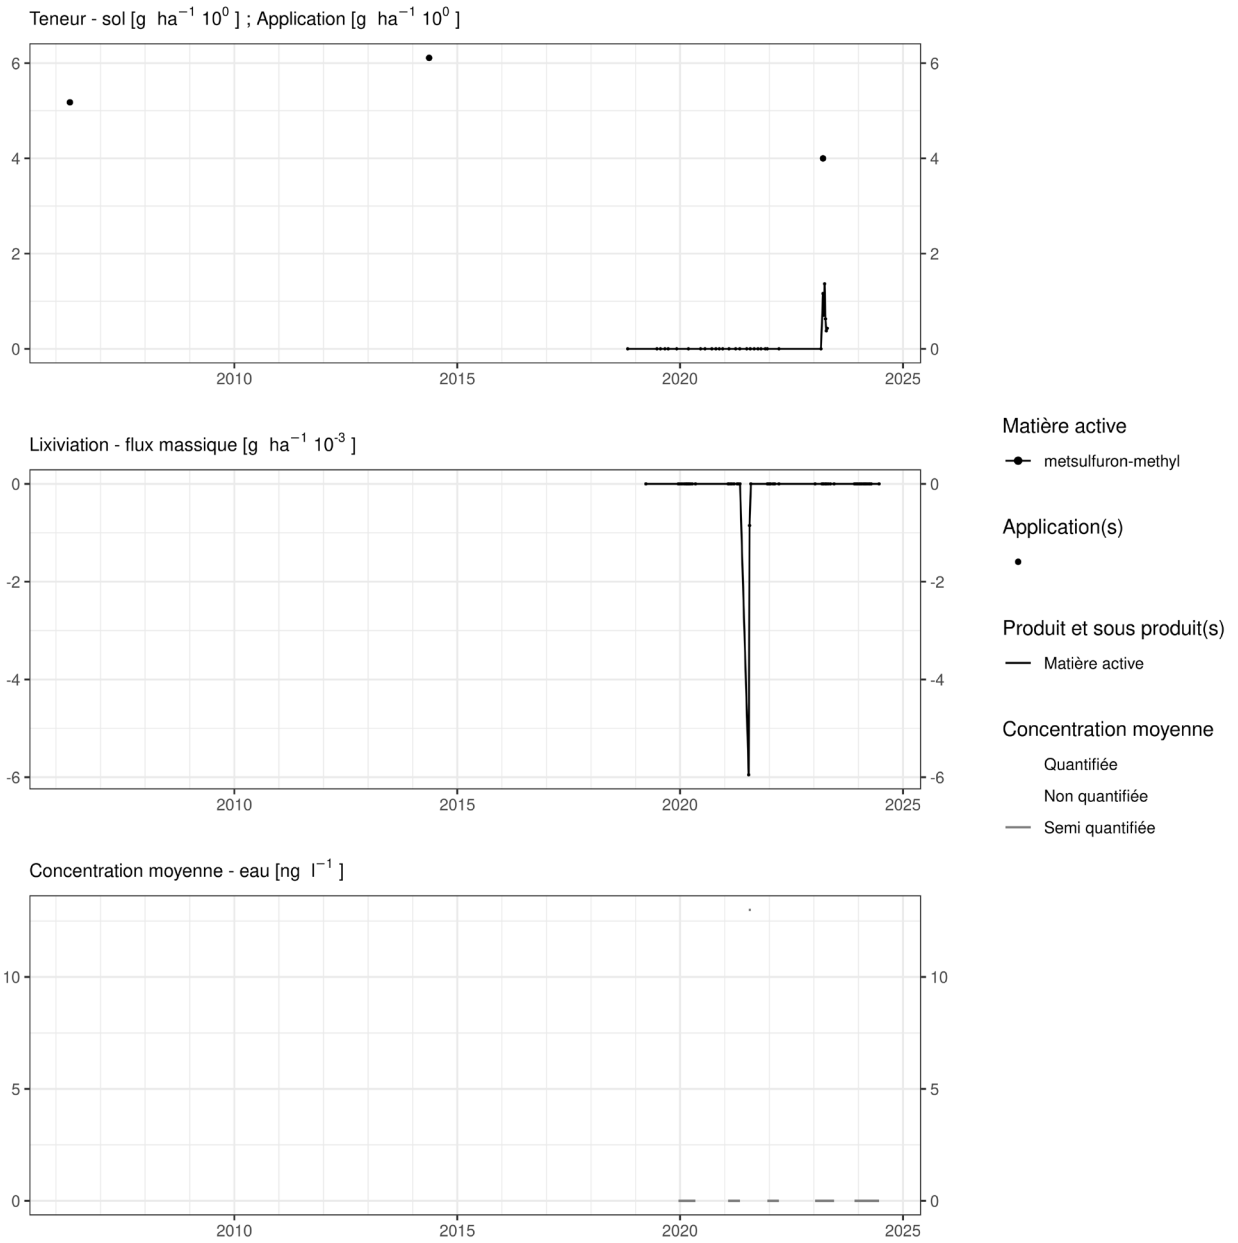 Teneur - sol [g ha⁻¹ 10⁰ ] ; Application [g ha⁻¹ 10⁰ ]
6 6
4 4
2 2
0 0
2010 2015 2020 2025
Lixiviation - flux massique [g ha⁻¹ 10⁻³ ]
0 0
-2 -2
-4 -4
-6 -6
2010 2015 2020 2025
Concentration moyenne - eau [ng l⁻¹ ]
10 10
5 5
0 0
2010 2015 2020 2025
Matière active
metsulfuron-methyl
Application(s)
Produit et sous produit(s)
Matière active
Concentration moyenne
Quantifiée
Non quantifiée
Semi quantifiée